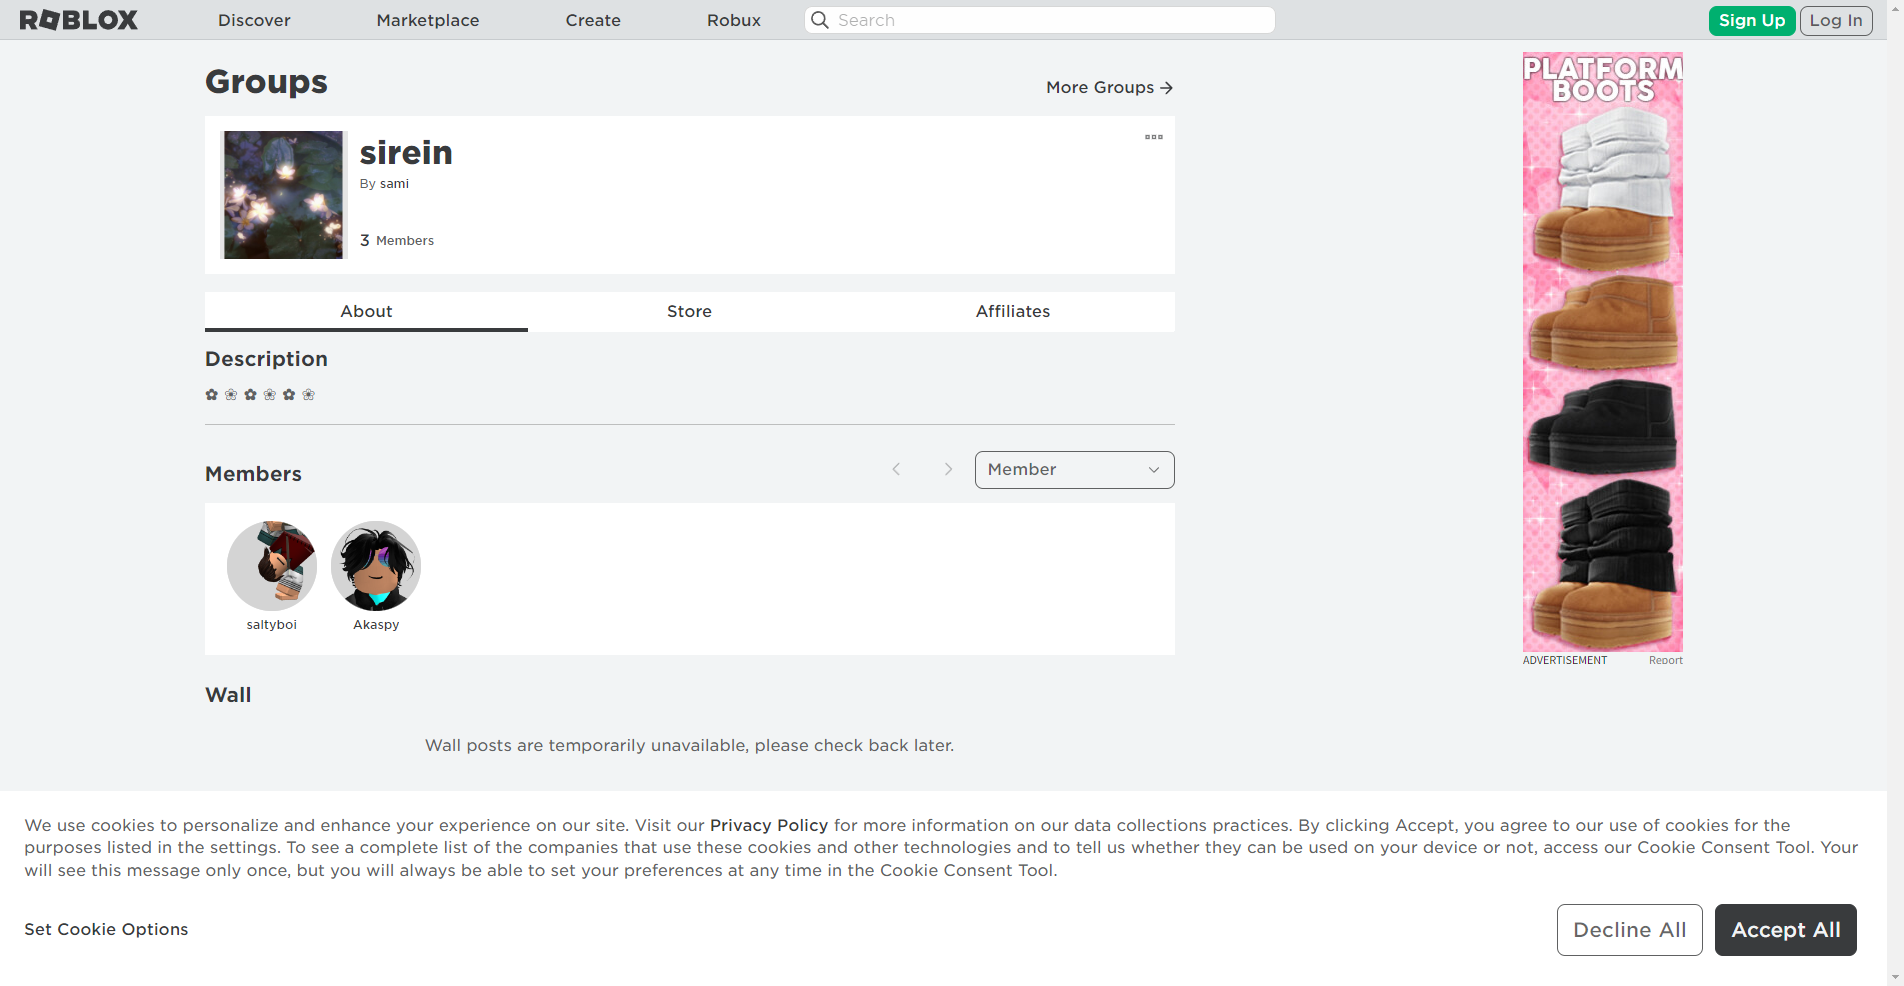 ROBLOX
Discover
Marketplace
Create
Robux
Search
Sign Up
Log In
Groups
More Groups →
sirein
By sami
3 Members
About
Store
Affiliates
Description
✿ ❀ ✿ ❀ ✿ ❀
Members
Member
saltyboi
Akaspy
Wall
Wall posts are temporarily unavailable, please check back later.
PLATFORM
BOOTS
ADVERTISEMENT
Report
We use cookies to personalize and enhance your experience on our site. Visit our Privacy Policy for more information on our data collections practices. By clicking Accept, you agree to our use of cookies for the
purposes listed in the settings. To see a complete list of the companies that use these cookies and other technologies and to tell us whether they can be used on your device or not, access our Cookie Consent Tool. Your
will see this message only once, but you will always be able to set your preferences at any time in the Cookie Consent Tool.
Set Cookie Options
Decline All
Accept All